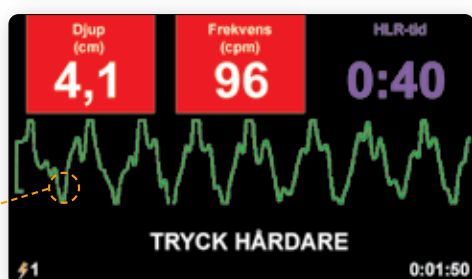 Djup
(cm)
4,1
Frekvens
(cpm)
96
HLR-tid
0:40
TRYCK HÅRDARE
1
0:01:50